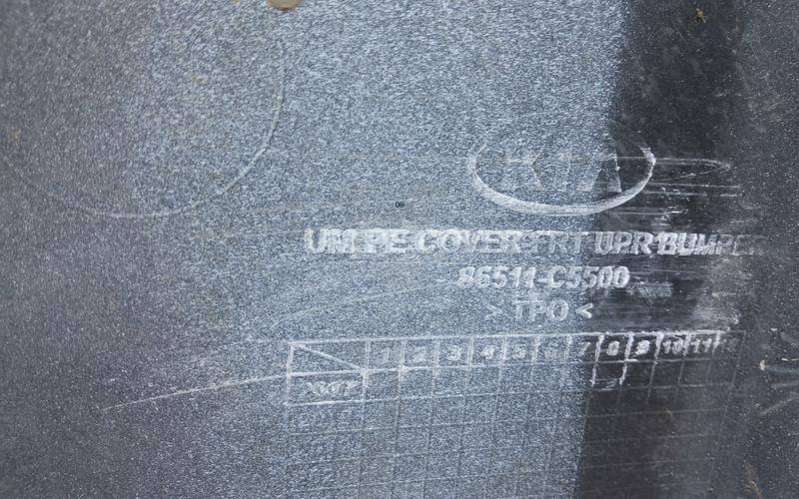 KIA
UM PE COVER-FRT UPR BUMPER
86511-C5500
> TPO <
1 2 3 4 5 6 7 8 9 10 11 12